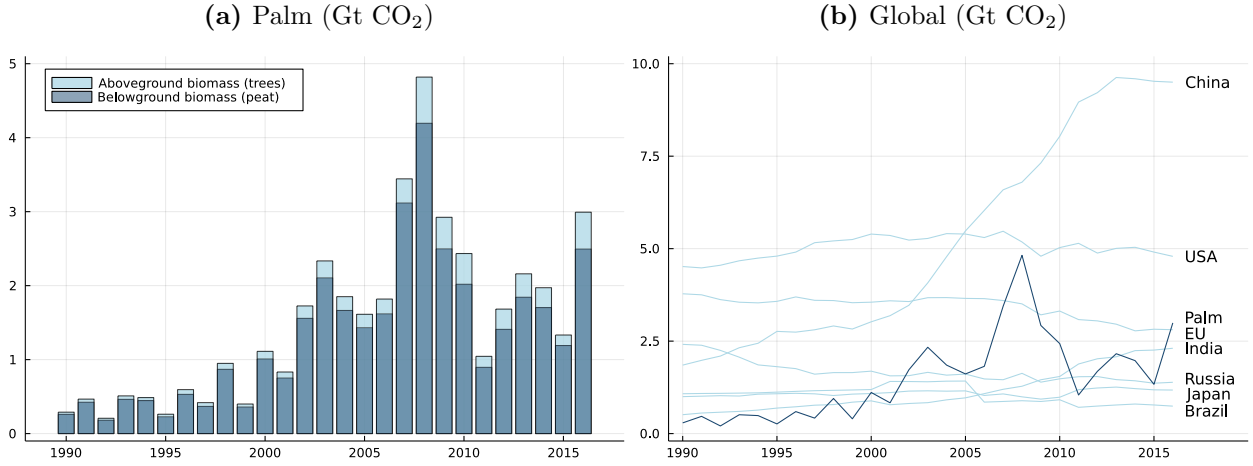 (a) Palm (Gt CO₂)
5
4
3
2
1
0
Aboveground biomass (trees)
Belowground biomass (peat)
1990 1995 2000 2005 2010 2015
(b) Global (Gt CO₂)
10.0
7.5
5.0
2.5
0.0
China
USA
Palm
EU
India
Russia
Japan
Brazil
1990 1995 2000 2005 2010 2015